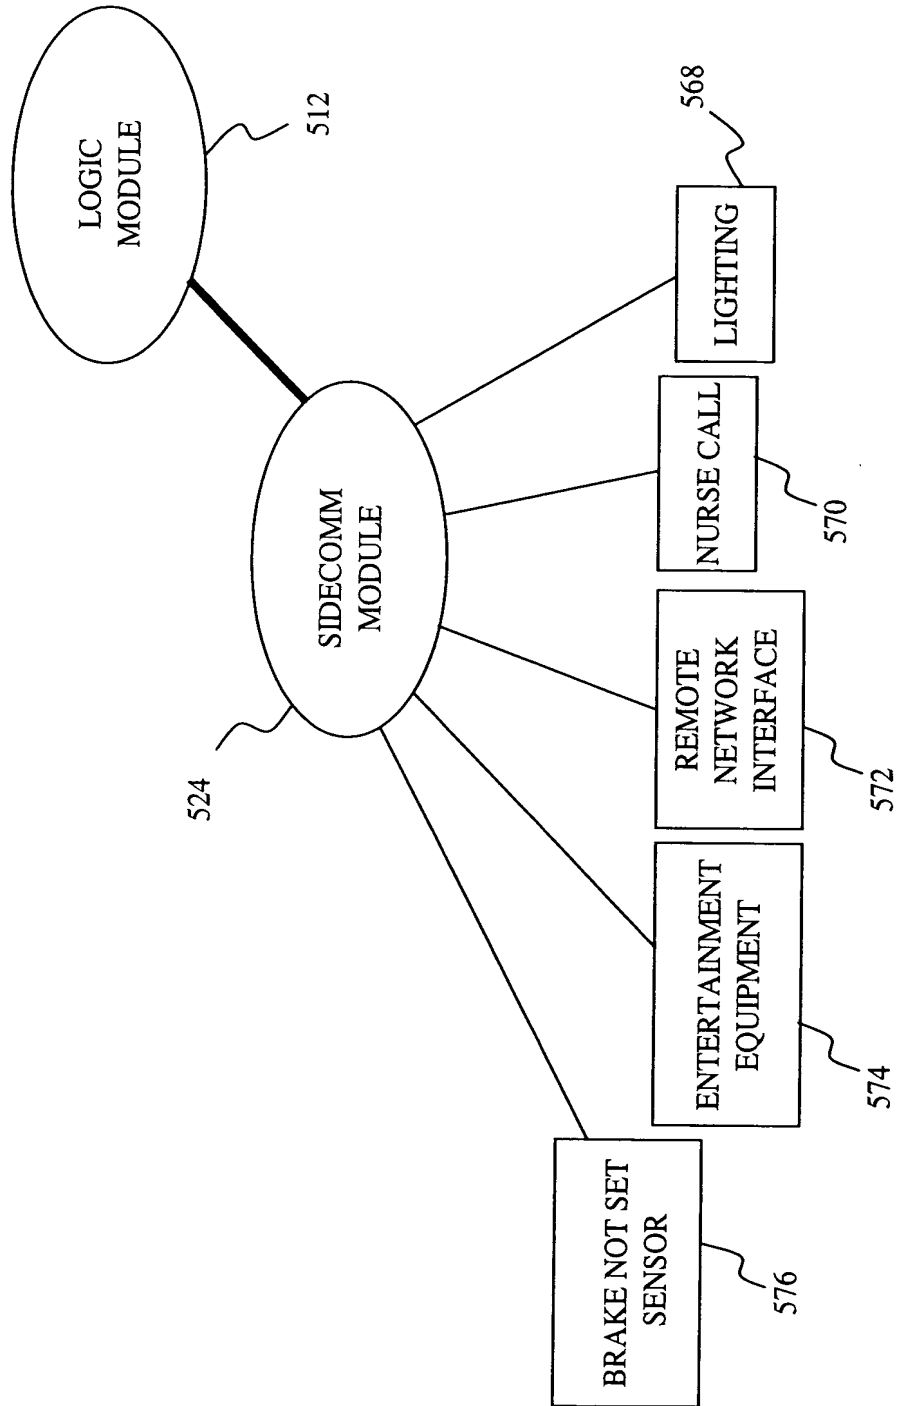 LOGIC
MODULE
512
SIDECOMM
MODULE
524
BRAKE NOT SET
SENSOR
576
ENTERTAINMENT
EQUIPMENT
574
REMOTE
NETWORK
INTERFACE
572
NURSE CALL
570
LIGHTING
568